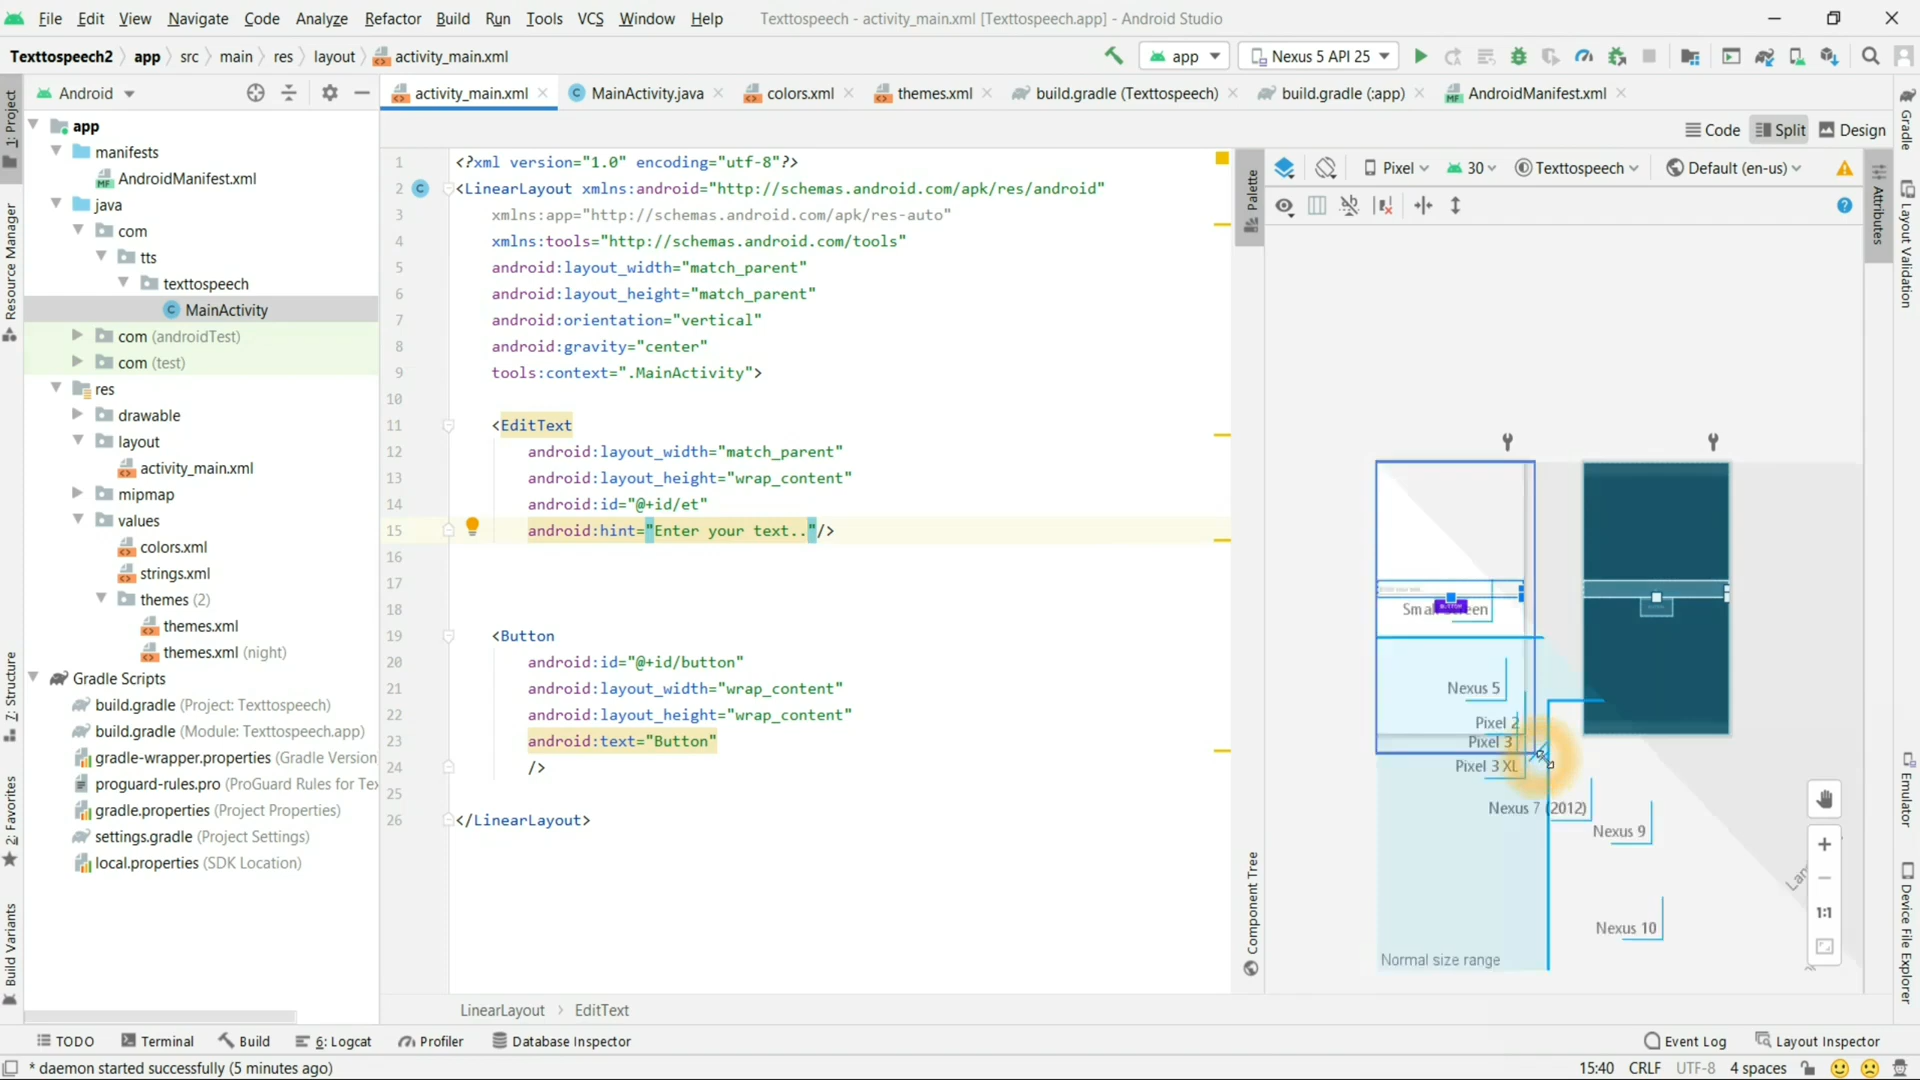 File Edit View Navigate Code Analyze Refactor Build Run Tools VCS Window Help Texttospeech - activity_main.xml [Texttospeech.app] - Android Studio
Texttospeech2 app src main res layout activity_main.xml app Nexus 5 API 25
Android activity_main.xml MainActivity.java colors.xml themes.xml build.gradle (Texttospeech) build.gradle (:app) AndroidManifest.xml
Code Split Design
Pixel 30 Texttospeech Default (en-us)
1: Project
Resource Manager
7: Structure
2: Favorites
Build Variants
app
manifests
AndroidManifest.xml
java
com
tts
texttospeech
MainActivity
com (androidTest)
com (test)
res
drawable
layout
activity_main.xml
mipmap
values
colors.xml
strings.xml
themes (2)
themes.xml
themes.xml (night)
Gradle Scripts
build.gradle (Project: Texttospeech)
build.gradle (Module: Texttospeech.app)
gradle-wrapper.properties (Gradle Version
proguard-rules.pro (ProGuard Rules for Tex
gradle.properties (Project Properties)
settings.gradle (Project Settings)
local.properties (SDK Location)
1 <?xml version="1.0" encoding="utf-8"?>
2 <LinearLayout xmlns:android="http://schemas.android.com/apk/res/android"
3 xmlns:app="http://schemas.android.com/apk/res-auto"
4 xmlns:tools="http://schemas.android.com/tools"
5 android:layout_width="match_parent"
6 android:layout_height="match_parent"
7 android:orientation="vertical"
8 android:gravity="center"
9 tools:context=".MainActivity">
10
11 <EditText
12 android:layout_width="match_parent"
13 android:layout_height="wrap_content"
14 android:id="@+id/et"
15 android:hint="Enter your text.."/>
16
17
18
19 <Button
20 android:id="@+id/button"
21 android:layout_width="wrap_content"
22 android:layout_height="wrap_content"
23 android:text="Button"
24 />
25
26 </LinearLayout>
LinearLayout EditText
Palette
Component Tree
Nexus 5
Pixel 2
Pixel 3
Pixel 3 XL
Nexus 7 (2012)
Nexus 9
Nexus 10
Normal size range
1:1
Attributes
Gradle
Layout Validation
Emulator
Device File Explorer
TODO Terminal Build 6: Logcat Profiler Database Inspector Event Log Layout Inspector
* daemon started successfully (5 minutes ago) 15:40 CRLF UTF-8 4 spaces